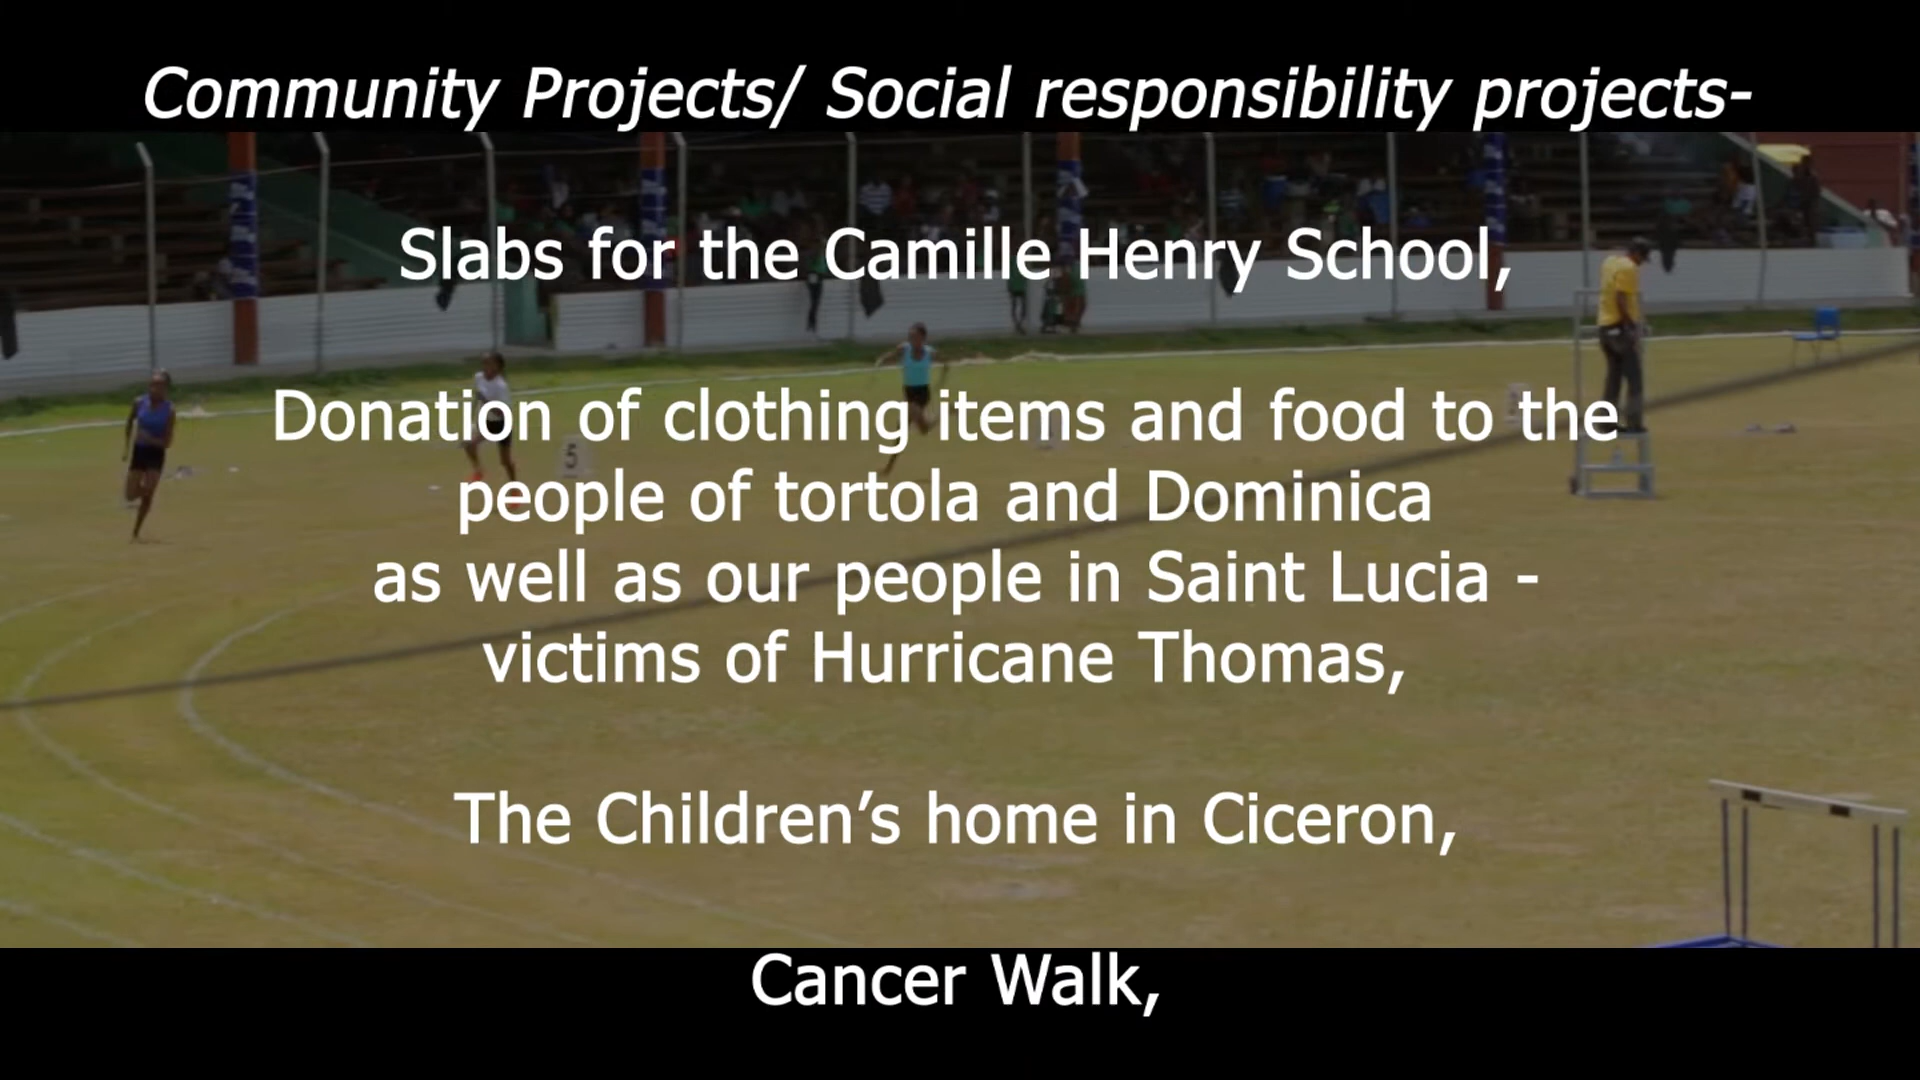 Community Projects/ Social responsibility projects-
Slabs for the Camille Henry School,
Donation of clothing items and food to the
people of tortola and Dominica
as well as our people in Saint Lucia -
victims of Hurricane Thomas,
5
The Children’s home in Ciceron,
Cancer Walk,